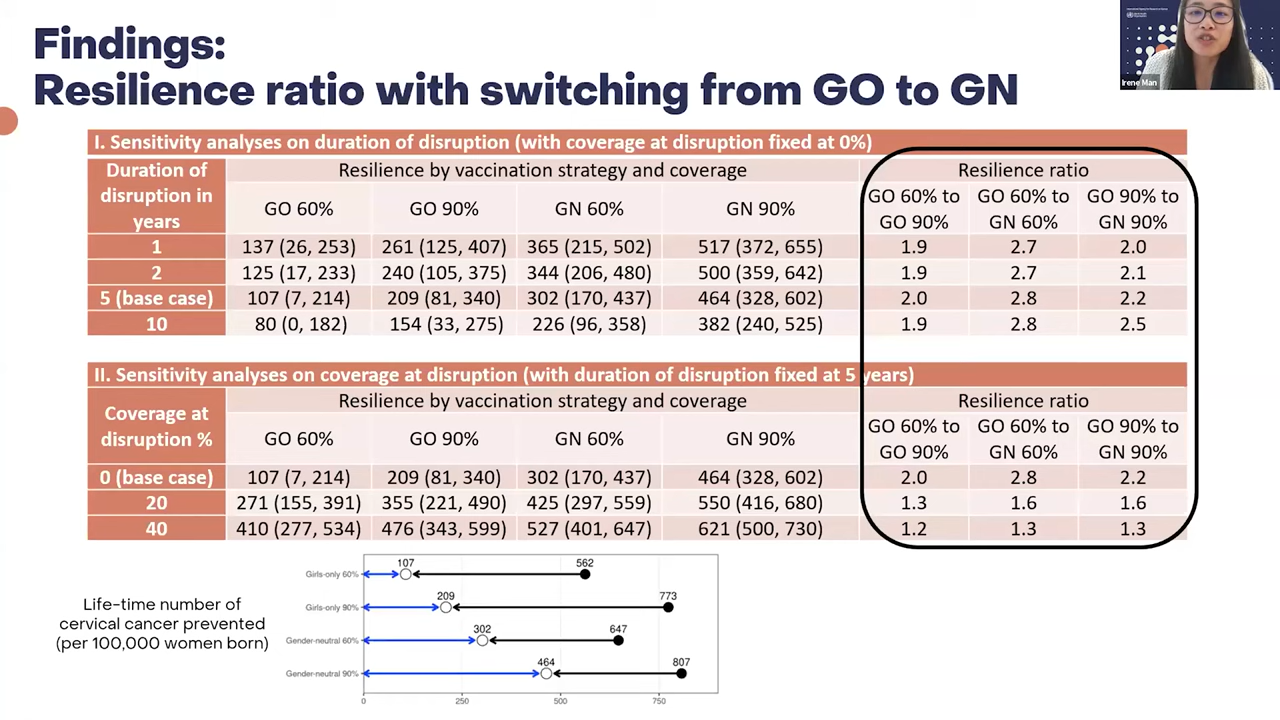 Findings:
Resilience ratio with switching from GO to GN
Irene Man
I. Sensitivity analyses on duration of disruption (with coverage at disruption fixed at 0%)
Duration of disruption in years
Resilience by vaccination strategy and coverage
Resilience ratio
GO 60% GO 90% GN 60% GN 90% GO 60% to GO 90% GO 60% to GN 60% GO 90% to GN 90%
1 137 (26, 253) 261 (125, 407) 365 (215, 502) 517 (372, 655) 1.9 2.7 2.0
2 125 (17, 233) 240 (105, 375) 344 (206, 480) 500 (359, 642) 1.9 2.7 2.1
5 (base case) 107 (7, 214) 209 (81, 340) 302 (170, 437) 464 (328, 602) 2.0 2.8 2.2
10 80 (0, 182) 154 (33, 275) 226 (96, 358) 382 (240, 525) 1.9 2.8 2.5
II. Sensitivity analyses on coverage at disruption (with duration of disruption fixed at 5 years)
Coverage at disruption %
Resilience by vaccination strategy and coverage
Resilience ratio
GO 60% GO 90% GN 60% GN 90% GO 60% to GO 90% GO 60% to GN 60% GO 90% to GN 90%
0 (base case) 107 (7, 214) 209 (81, 340) 302 (170, 437) 464 (328, 602) 2.0 2.8 2.2
20 271 (155, 391) 355 (221, 490) 425 (297, 559) 550 (416, 680) 1.3 1.6 1.6
40 410 (277, 534) 476 (343, 599) 527 (401, 647) 621 (500, 730) 1.2 1.3 1.3
Life-time number of
cervical cancer prevented
(per 100,000 women born)
107 562
Girls-only 60%
209 773
Girls-only 90%
302 647
Gender-neutral 60%
464 807
Gender-neutral 90%
0 250 500 750